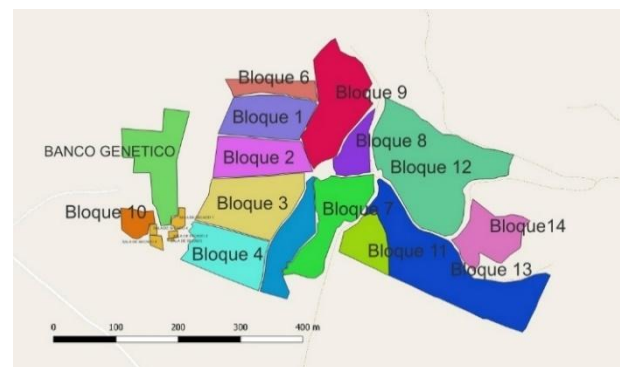 Bloque 6
Bloque 9
Bloque 1
Bloque 8
BANCO GENETICO
Bloque 2
Bloque 12
Bloque 10
Bloque 3
Bloque 7
Bloque14
Bloque 4
Bloque 11
Bloque 13
0 100 200 300 400 m